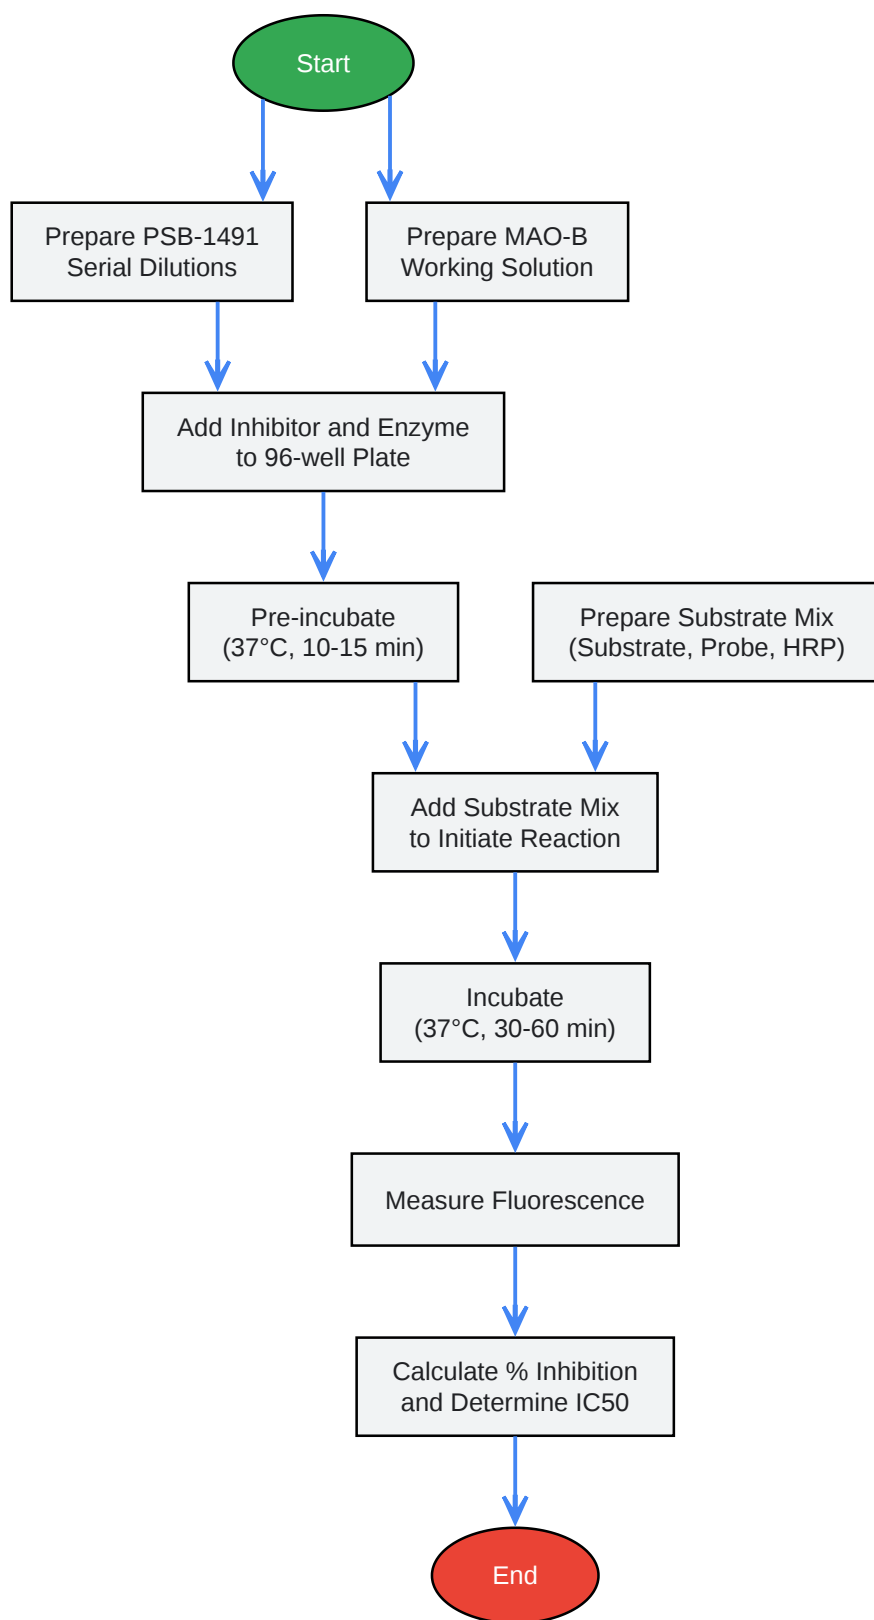 Start
Prepare PSB-1491
Serial Dilutions
Prepare MAO-B
Working Solution
Add Inhibitor and Enzyme
to 96-well Plate
Pre-incubate
(37°C, 10-15 min)
Prepare Substrate Mix
(Substrate, Probe, HRP)
Add Substrate Mix
to Initiate Reaction
Incubate
(37°C, 30-60 min)
Measure Fluorescence
Calculate % Inhibition
and Determine IC50
End